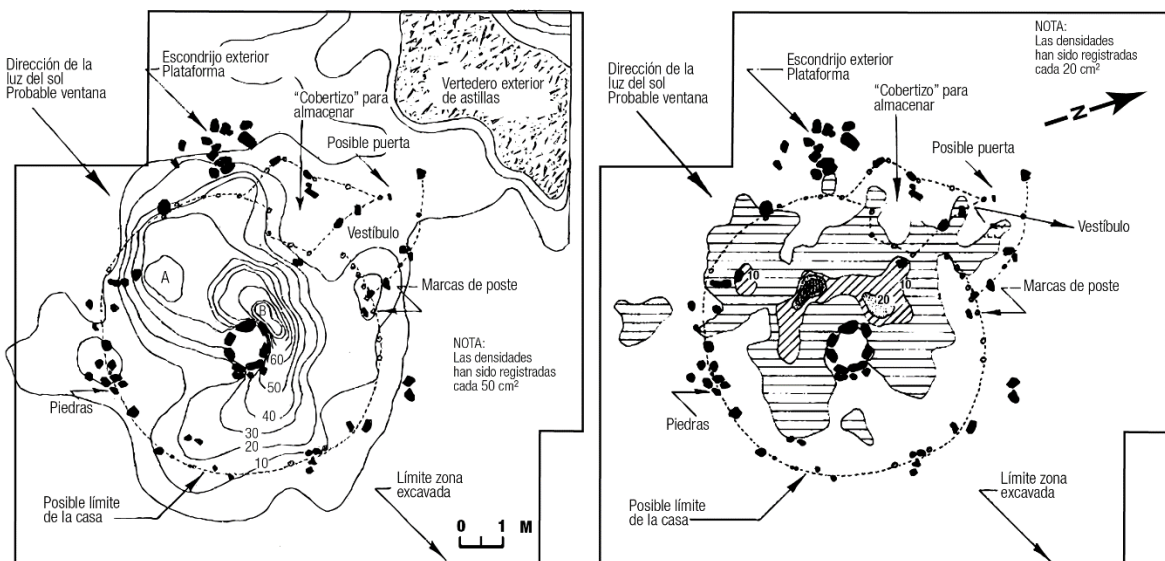 Dirección de la
luz del sol
Probable ventana
Escondrijo exterior
Plataforma
"Cobertizo" para
almacenar
Vertedero exterior
de astillas
Posible puerta
Vestíbulo
A
B
Marcas de poste
NOTA:
Las densidades
han sido registradas
cada 50 cm²
60
50
40
30
20
10
Piedras
Posible límite
de la casa
Límite zona
excavada
0 1 M
Dirección de la
luz del sol
Probable ventana
Escondrijo exterior
Plataforma
"Cobertizo" para
almacenar
NOTA:
Las densidades
han sido registradas
cada 20 cm²
N
Posible puerta
Vestíbulo
10
10
20
1
Marcas de poste
Piedras
Posible límite
de la casa
Límite zona
excavada